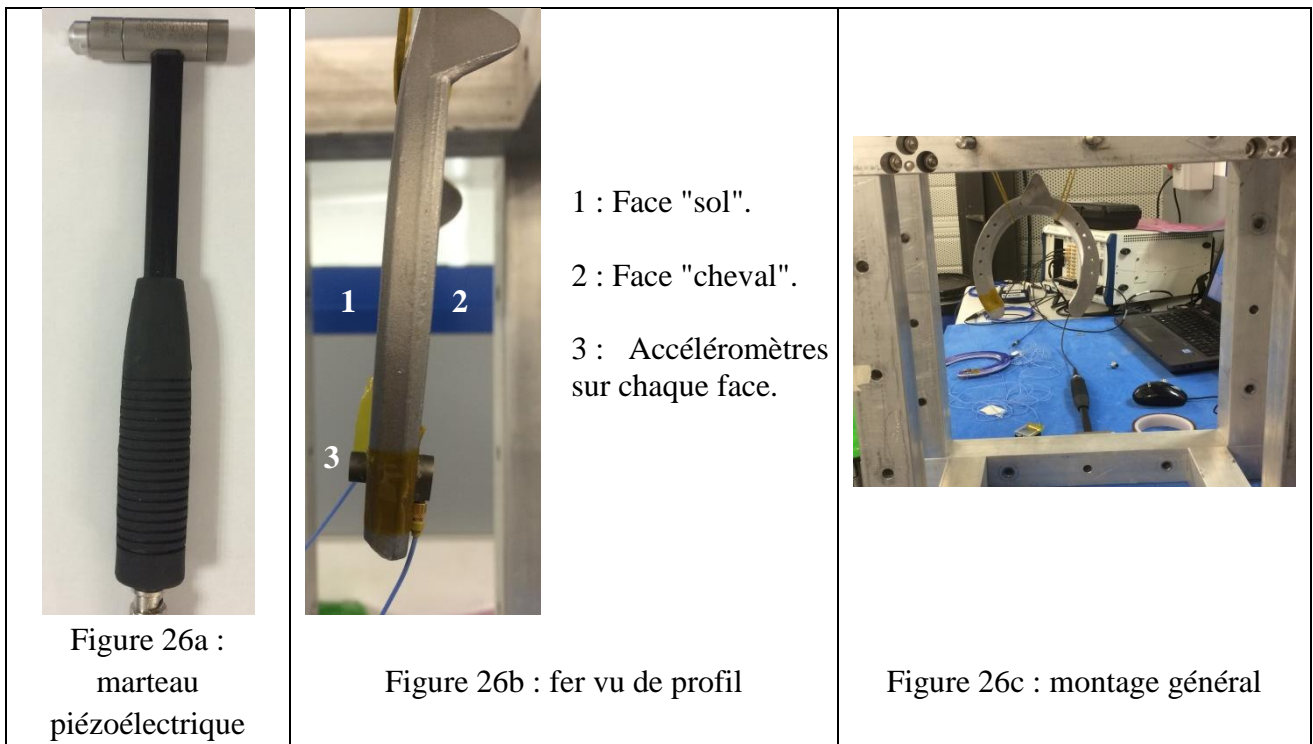 1
2
3
1 : Face "sol".
2 : Face "cheval".
3 : Accéléromètres
sur chaque face.
Figure 26a :
marteau
piézoélectrique
Figure 26b : fer vu de profil
Figure 26c : montage général